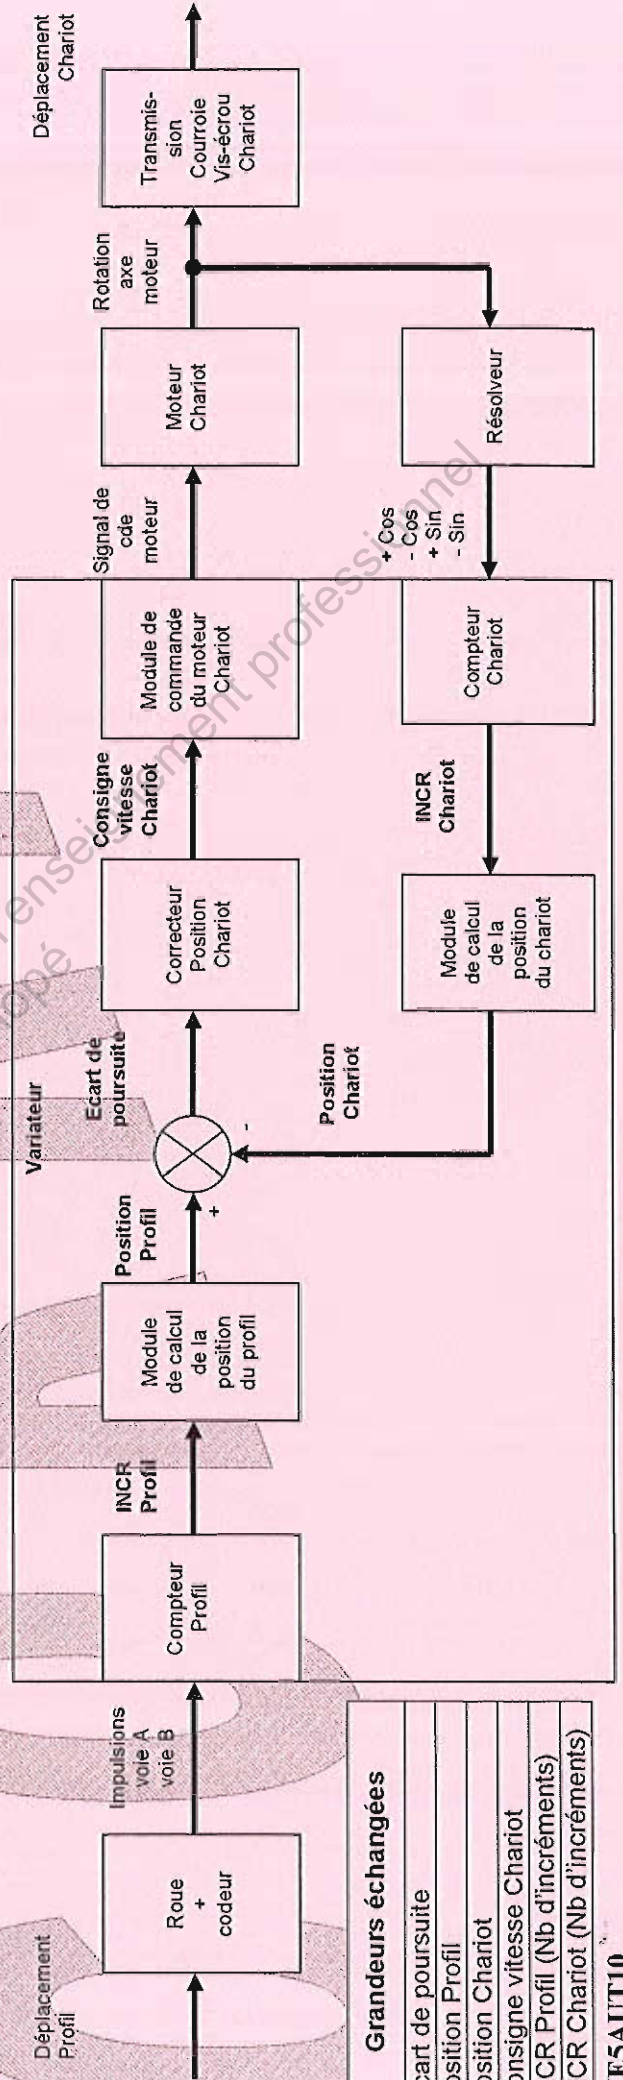 Déplacement
Profil
Roue
+
codeur
Impulsions
voie A
voie B
Variateur
Compteur
Profil
INCR
Profil
Module
de calcul
de la
position
du profil
Position
Profil
+
-
Ecart de
poursuite
Correcteur
Position
Chariot
Consigne
vitesse
Chariot
Module de
commande
du moteur
Chariot
Signal de
cde
moteur
Moteur
Chariot
Rotation
axe
moteur
Transmis-
sion
Courroie
Vis-écrou
Chariot
Déplacement
Chariot
Position
Chariot
Module
de calcul
de la
position
du chariot
INCR
Chariot
Compteur
Chariot
+ Cos
- Cos
+ Sin
- Sin
Résolveur
Grandeurs échangées
cart de poursuite
osition Profil
osition Chariot
onsigne vitesse Chariot
CR Profil (Nb d'incréments)
CR Chariot (Nb d'incréments)
E5AUT10
l'enseignement professionnel
opé